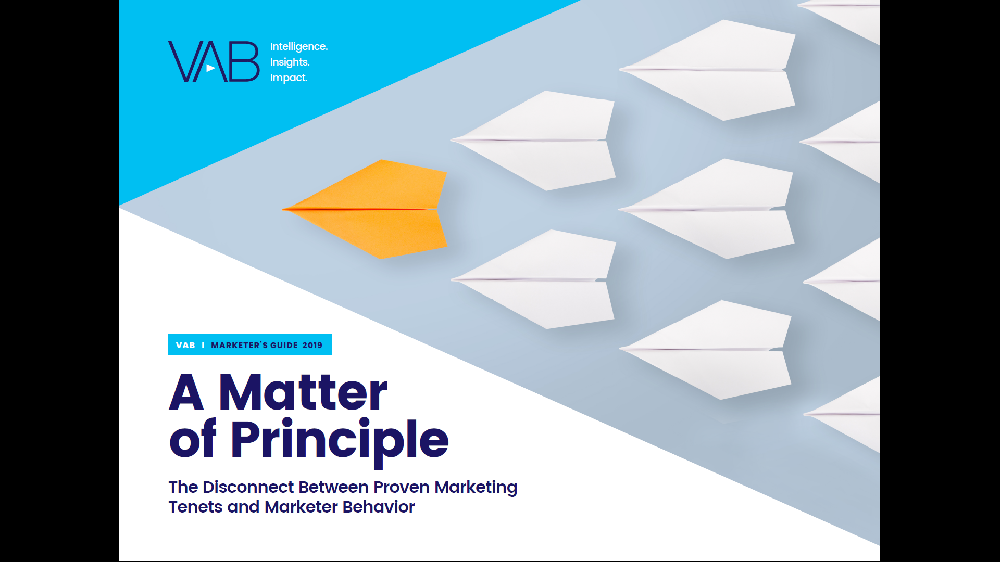 VAB
Intelligence.
Insights.
Impact.
VAB | MARKETER'S GUIDE 2019
A Matter
of Principle
The Disconnect Between Proven Marketing
Tenets and Marketer Behavior